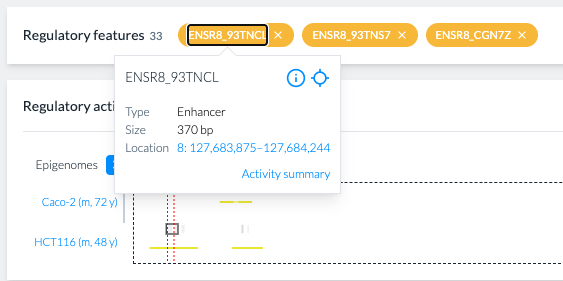 Regulatory features 33 ENSR8_93TNCL × ENSR8_93TNS7 × ENSR8_CGN7Z ×
ENSR8_93TNCL
Type Enhancer
Size 370 bp
Location 8: 127,683,875–127,684,244
Activity summary
Regulatory acti
Epigenomes
Caco-2 (m, 72 y)
HCT116 (m, 48 y)